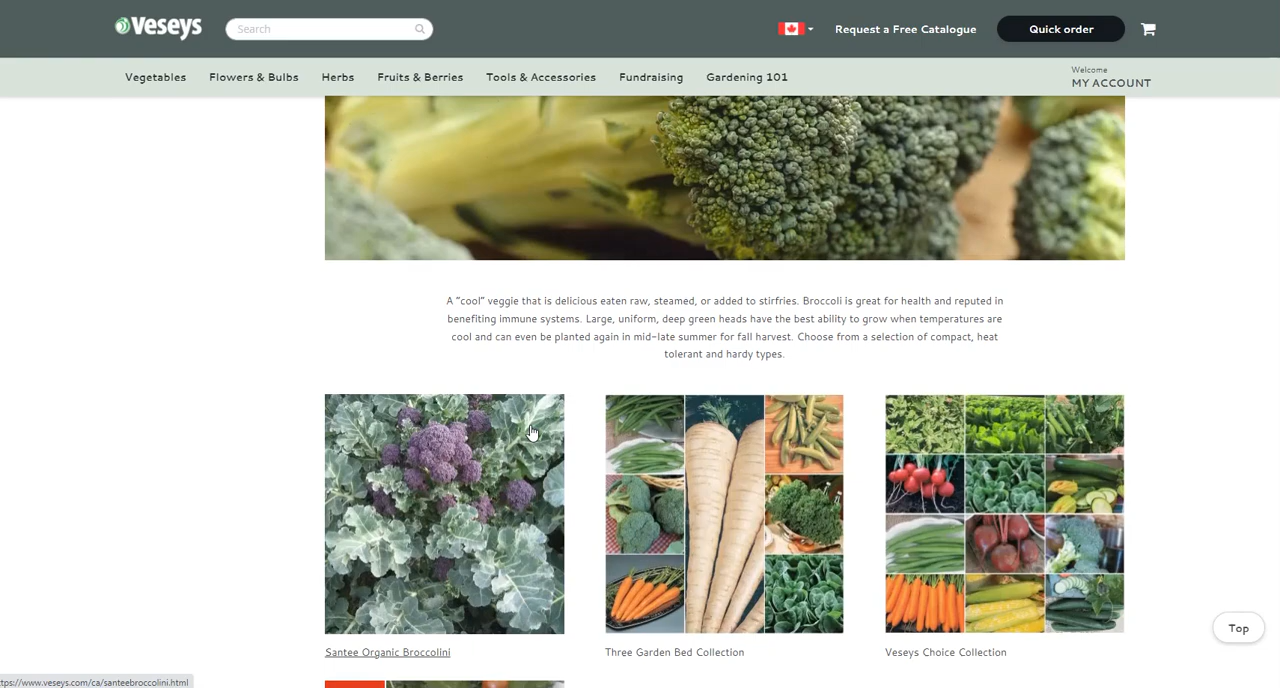 Veseys
Search
Request a Free Catalogue
Quick order
Vegetables
Flowers & Bulbs
Herbs
Fruits & Berries
Tools & Accessories
Fundraising
Gardening 101
Welcome
MY ACCOUNT
A "cool" veggie that is delicious eaten raw, steamed, or added to stirfries. Broccoli is great for health and reputed in
benefiting immune systems. Large, uniform, deep green heads have the best ability to grow when temperatures are
cool and can even be planted again in mid-late summer for fall harvest. Choose from a selection of compact, heat
tolerant and hardy types.
Santee Organic Broccolini
Three Garden Bed Collection
Veseys Choice Collection
Top
ttps://www.veseys.com/ca/santeebroccolini.html